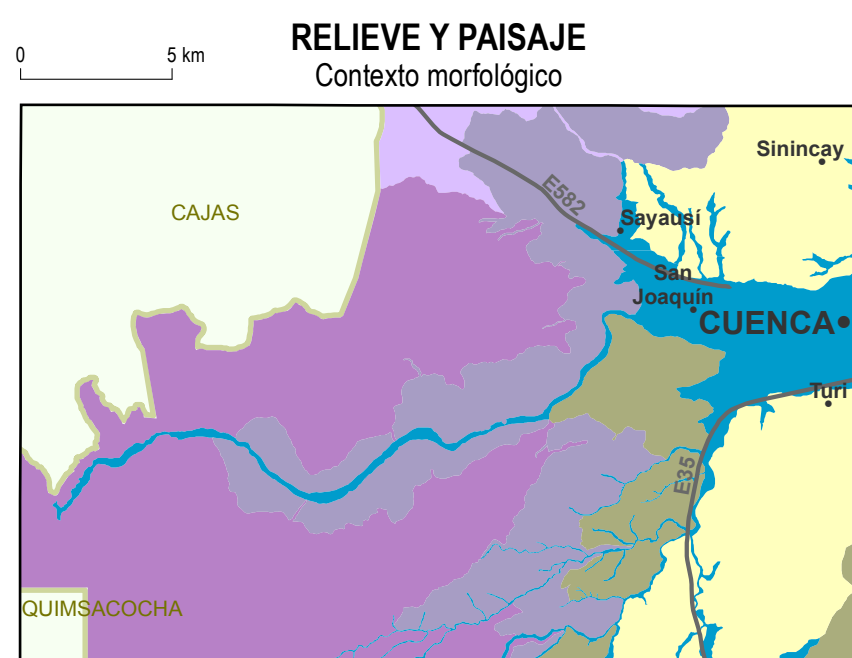 RELIEVE Y PAISAJE
Contexto morfológico
0 5 km
Sinincay
CAJAS
E582
Sayausí
San
Joaquín
CUENCA
Turi
E35
QUIMSACOCHA